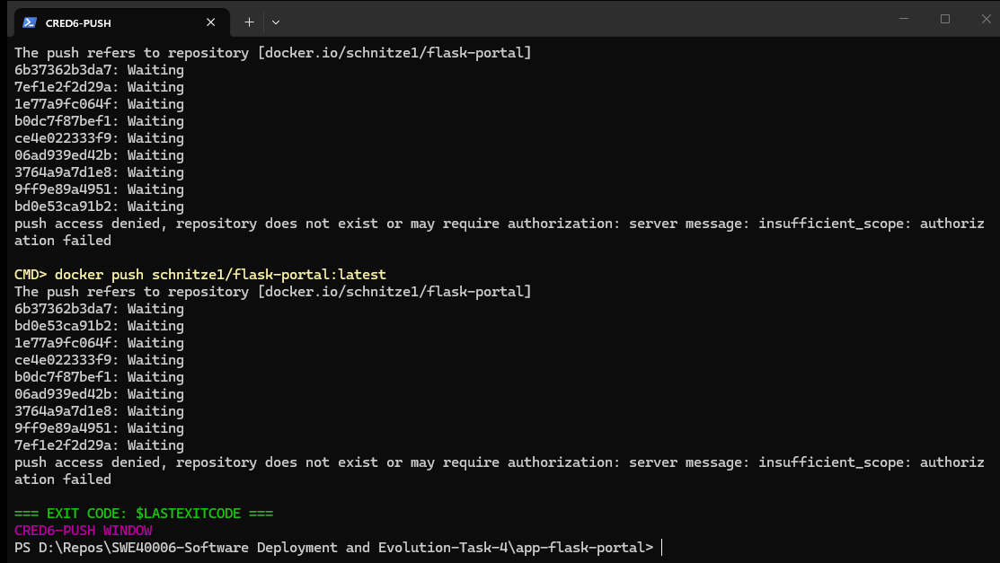 CRED6-PUSH
The push refers to repository [docker.io/schnitze1/flask-portal]
6b37362b3da7: Waiting
7ef1e2f2d29a: Waiting
1e77a9fc064f: Waiting
b0dc7f87bef1: Waiting
ce4e022333f9: Waiting
06ad939ed42b: Waiting
3764a9a7d1e8: Waiting
9ff9e89a4951: Waiting
bd0e53ca91b2: Waiting
push access denied, repository does not exist or may require authorization: server message: insufficient_scope: authoriz
ation failed
CMD> docker push schnitze1/flask-portal:latest
The push refers to repository [docker.io/schnitze1/flask-portal]
6b37362b3da7: Waiting
bd0e53ca91b2: Waiting
1e77a9fc064f: Waiting
ce4e022333f9: Waiting
b0dc7f87bef1: Waiting
06ad939ed42b: Waiting
3764a9a7d1e8: Waiting
9ff9e89a4951: Waiting
7ef1e2f2d29a: Waiting
push access denied, repository does not exist or may require authorization: server message: insufficient_scope: authoriz
ation failed
=== EXIT CODE: $LASTEXITCODE ===
CRED6-PUSH WINDOW
PS D:\Repos\SWE40006-Software Deployment and Evolution-Task-4\app-flask-portal>